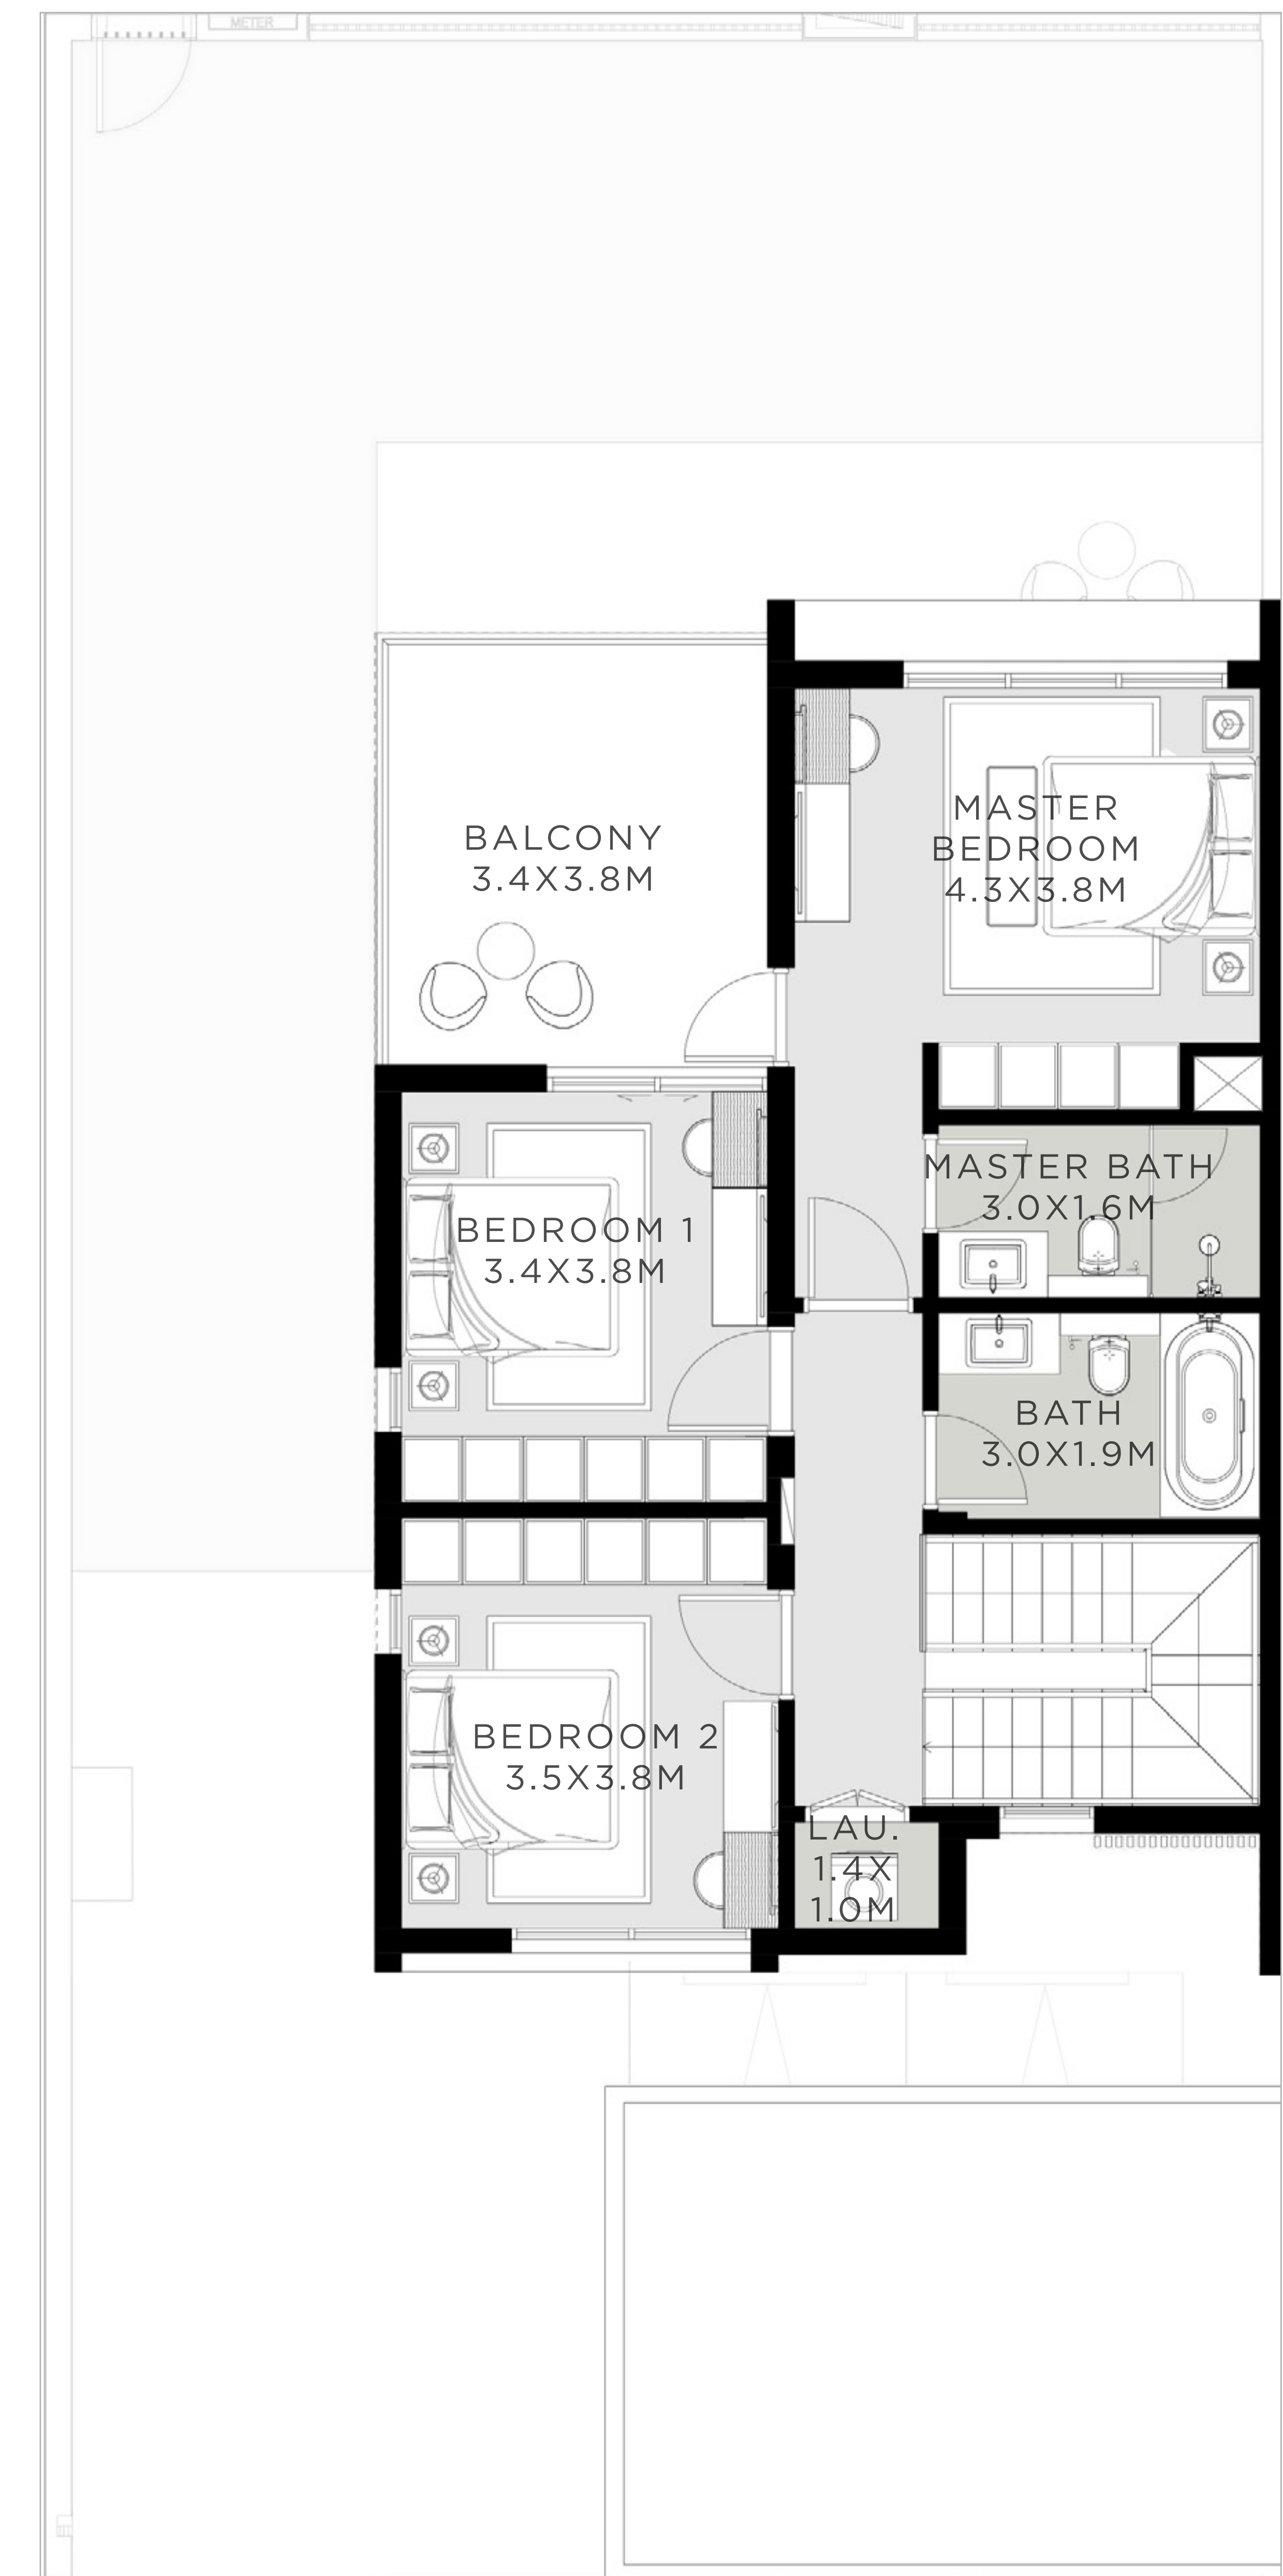 METER
BALCONY
3.4X3.8M
MASTER
BEDROOM
4.3X3.8M
MASTER BATH
3.0X1.6M
BEDROOM 1
3.4X3.8M
BATH
3.0X1.9M
BEDROOM 2
3.5X3.8M
LAU.
1.4X
1.0M